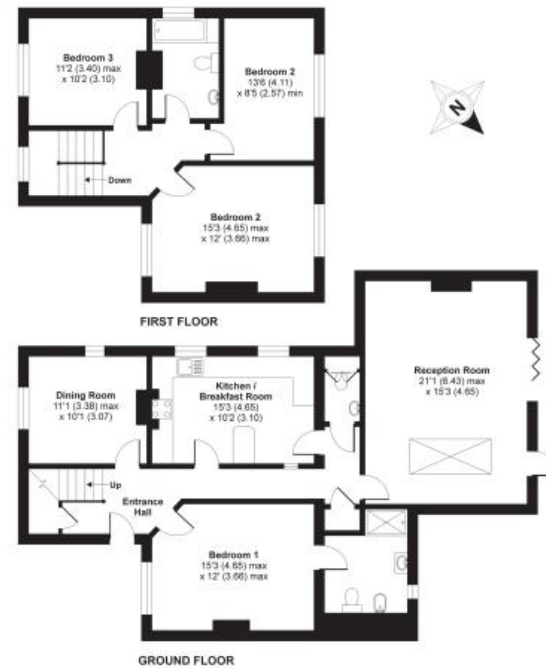 Bedroom 3
11'2 (3.40) max
x 10'2 (3.10)
Bedroom 2
13'6 (4.11)
x 8'5 (2.57) min
N
Down
Bedroom 2
15'3 (4.65) max
x 12' (3.66) max
FIRST FLOOR
Dining Room
11'1 (3.38) max
x 10'1 (3.07)
Kitchen /
Breakfast Room
15'3 (4.65)
x 10'2 (3.10)
Reception Room
21'1 (6.43) max
x 15'3 (4.65)
Up
Entrance
Hall
Bedroom 1
15'3 (4.65) max
x 12' (3.66) max
GROUND FLOOR